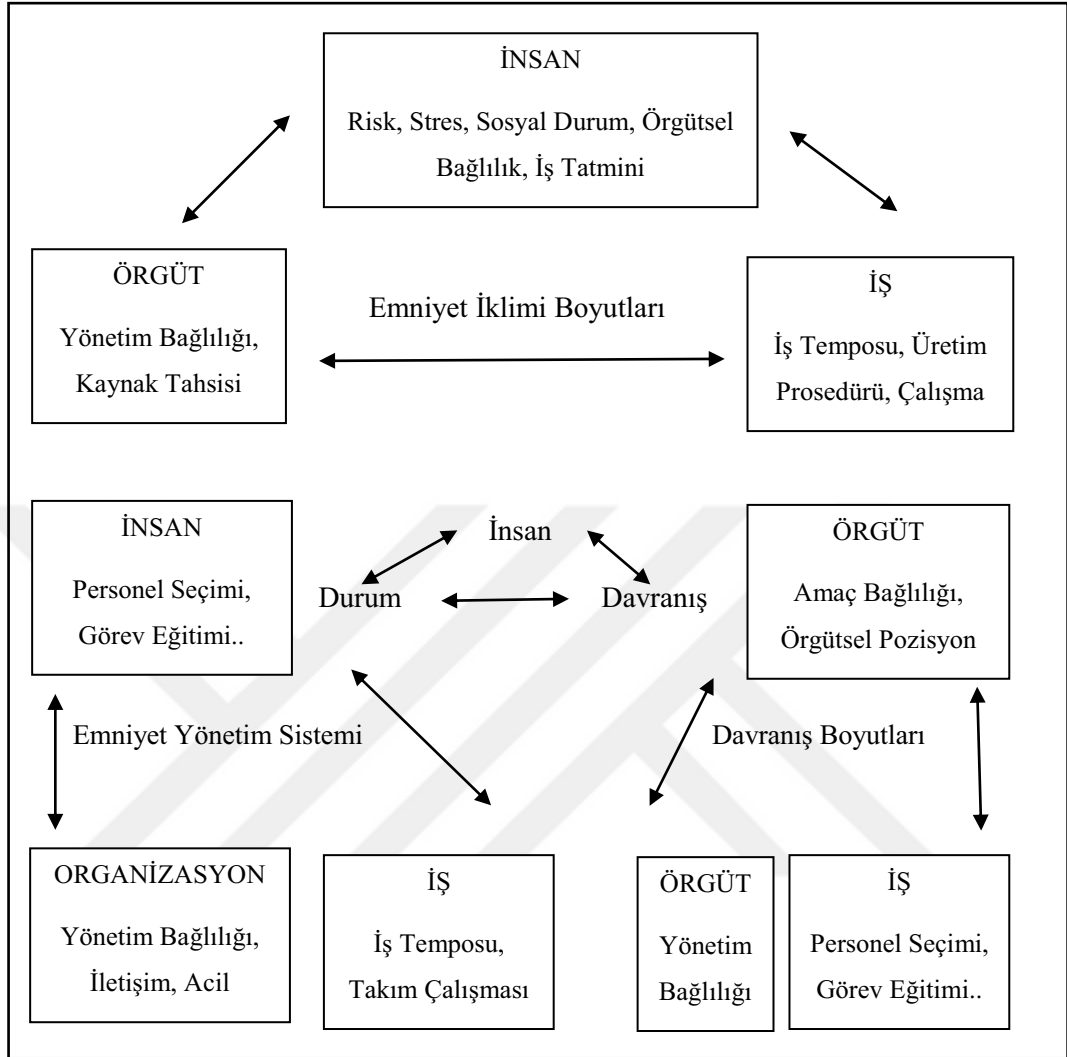 İNSAN
Risk, Stres, Sosyal Durum, Örgütsel
Bağlılık, İş Tatmini
ÖRGÜT
Yönetim Bağlılığı,
Kaynak Tahsisi
Emniyet İklimi Boyutları
İŞ
İş Temposu, Üretim
Prosedürü, Çalışma
İNSAN
Personel Seçimi,
Görev Eğitimi..
İnsan
Durum
Davranış
ÖRGÜT
Amaç Bağlılığı,
Örgütsel Pozisyon
Emniyet Yönetim Sistemi
Davranış Boyutları
ORGANİZASYON
Yönetim Bağlılığı,
İletişim, Acil
İŞ
İş Temposu,
Takım Çalışması
ÖRGÜT
Yönetim
Bağlılığı
İŞ
Personel Seçimi,
Görev Eğitimi..